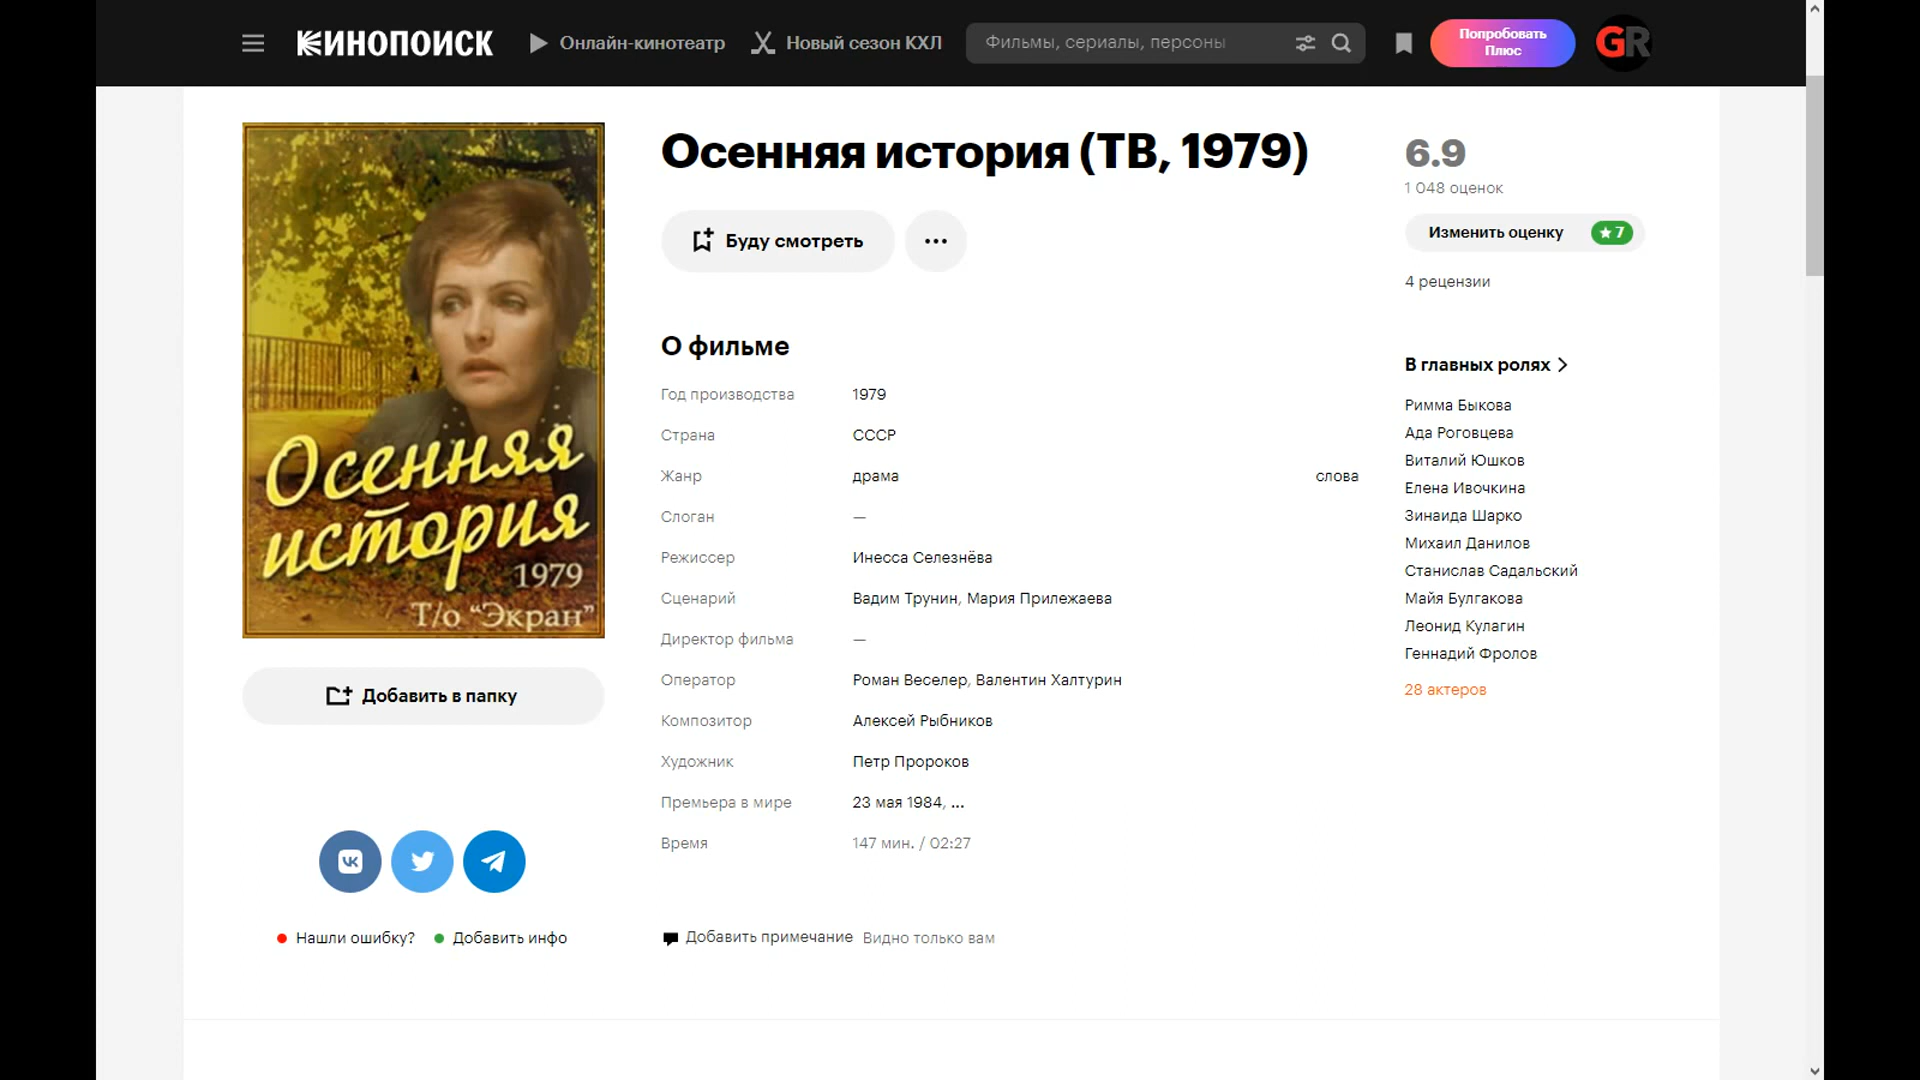 КИНОПОИСК
Онлайн-кинотеатр
Новый сезон КХЛ
Фильмы, сериалы, персоны
Попробовать
Плюс
GR
Осенняя
история
1979
Т/о “Экран”
Добавить в папку
Нашли ошибку?
Добавить инфо
Осенняя история (ТВ, 1979)
Буду смотреть
О фильме
Год производства 1979
Страна СССР
Жанр драма слова
Слоган —
Режиссер Инесса Селезнёва
Сценарий Вадим Трунин, Мария Прилежаева
Директор фильма —
Оператор Роман Веселер, Валентин Халтурин
Композитор Алексей Рыбников
Художник Петр Пророков
Премьера в мире 23 мая 1984, ...
Время 147 мин. / 02:27
Добавить примечание Видно только вам
6.9
1 048 оценок
Изменить оценку 7
4 рецензии
В главных ролях
Римма Быкова
Ада Роговцева
Виталий Юшков
Елена Ивочкина
Зинаида Шарко
Михаил Данилов
Станислав Садальский
Майя Булгакова
Леонид Кулагин
Геннадий Фролов
28 актеров